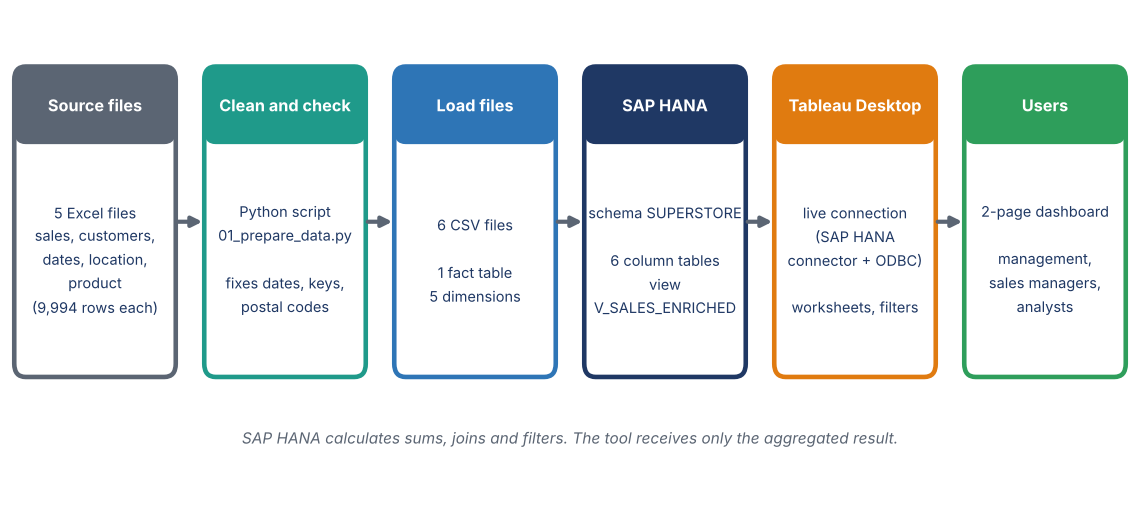 Source files
5 Excel files
sales, customers,
dates, location,
product
(9,994 rows each)
Clean and check
Python script
01_prepare_data.py
fixes dates, keys,
postal codes
Load files
6 CSV files
1 fact table
5 dimensions
SAP HANA
schema SUPERSTORE
6 column tables
view
V_SALES_ENRICHED
Tableau Desktop
live connection
(SAP HANA
connector + ODBC)
worksheets, filters
Users
2-page dashboard
management,
sales managers,
analysts
SAP HANA calculates sums, joins and filters. The tool receives only the aggregated result.